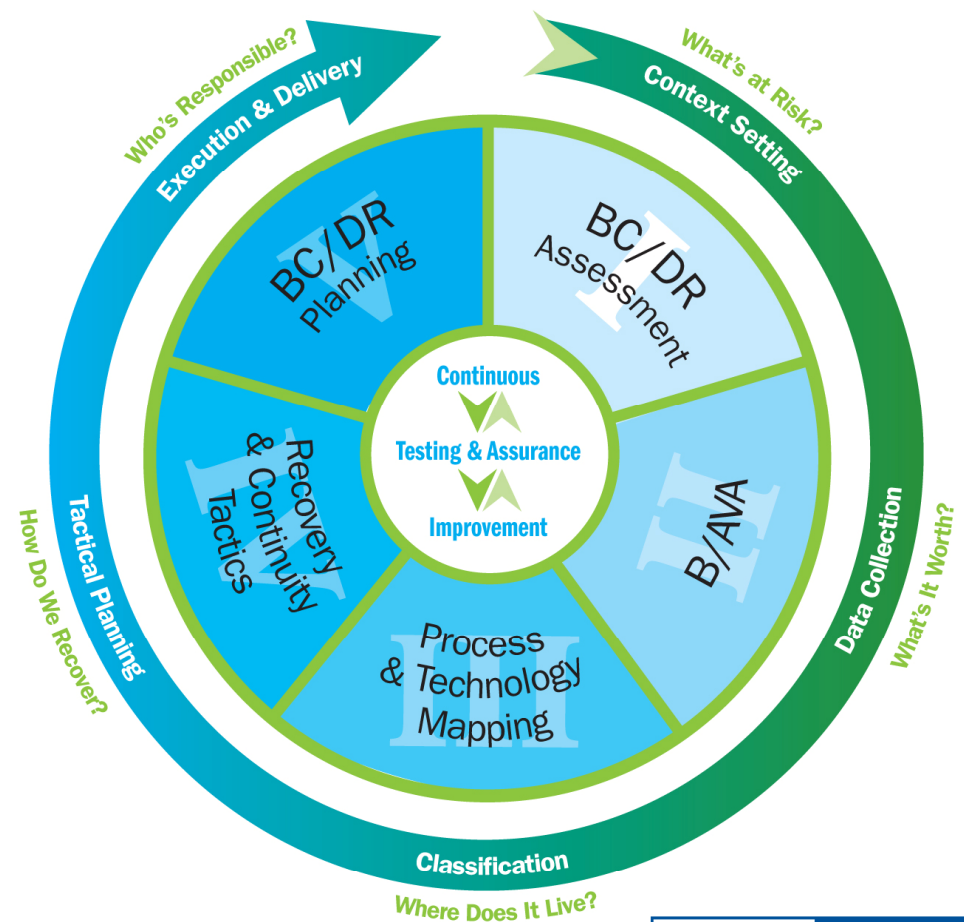 What's at Risk?
Context Setting
I
BC/DR
Assessment
What's It Worth?
Data Collection
II
B/AVA
Where Does It Live?
Classification
III
Process
& Technology
Mapping
How Do We Recover?
Tactical Planning
IV
Recovery
& Continuity
Tactics
Who's Responsible?
Execution & Delivery
V
BC/DR
Planning
Continuous
Testing & Assurance
Improvement